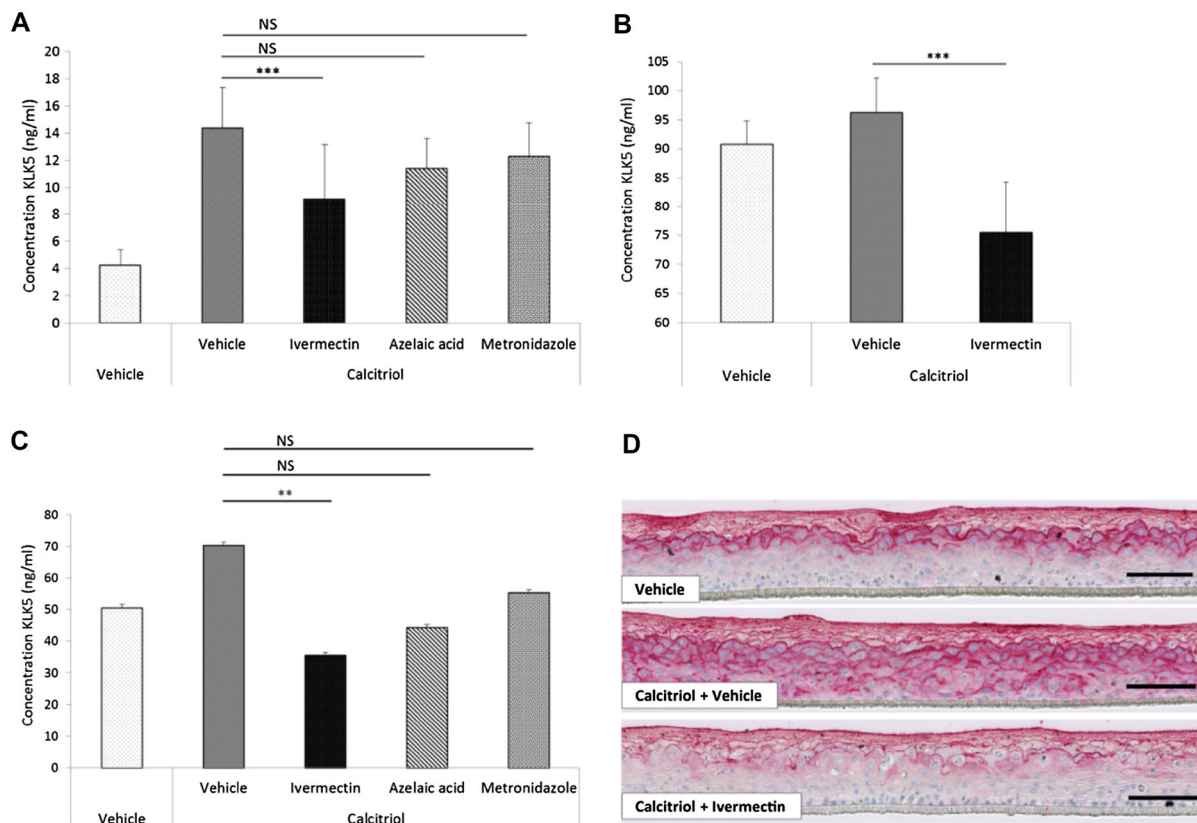 A
NS
NS
***
Concentration KLK5 (ng/ml)
20
18
16
14
12
10
8
6
4
2
0
Vehicle Ivermectin Azelaic acid Metronidazole
Vehicle Calcitriol
B
***
Concentration KLK5 (ng/ml)
105
100
95
90
85
80
75
70
65
60
Vehicle Ivermectin
Vehicle Calcitriol
C
NS
NS
**
Concentration KLK5 (ng/ml)
80
70
60
50
40
30
20
10
0
Vehicle Ivermectin Azelaic acid Metronidazole
Vehicle Calcitriol
D
Vehicle
Calcitriol + Vehicle
Calcitriol + Ivermectin